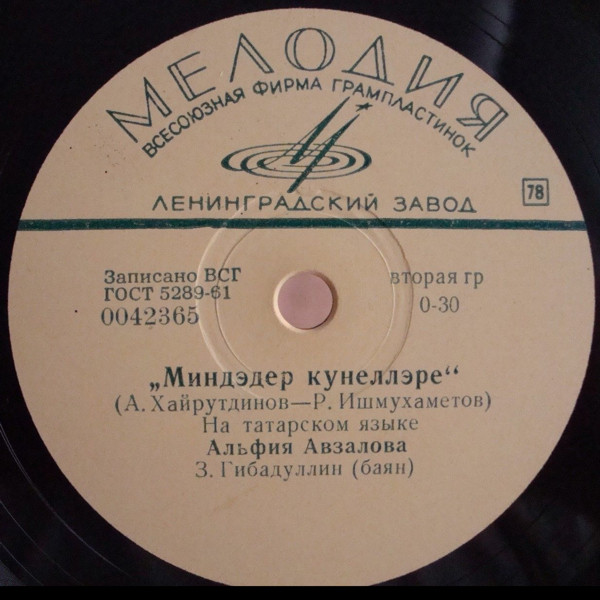 МЕЛОДИЯ
ВСЕСОЮЗНАЯ ФИРМА ГРАМПЛАСТИНОК
ЛЕНИНГРАДСКИЙ ЗАВОД
78
Записано ВСГ
ГОСТ 5289-61
0042365
вторая гр
0-30
„Миндэдер кунеллэре“
(А. Хайрутдинов—Р. Ишмухаметов)
На татарском языке
Альфия Авзалова
З. Гибадуллин (баян)